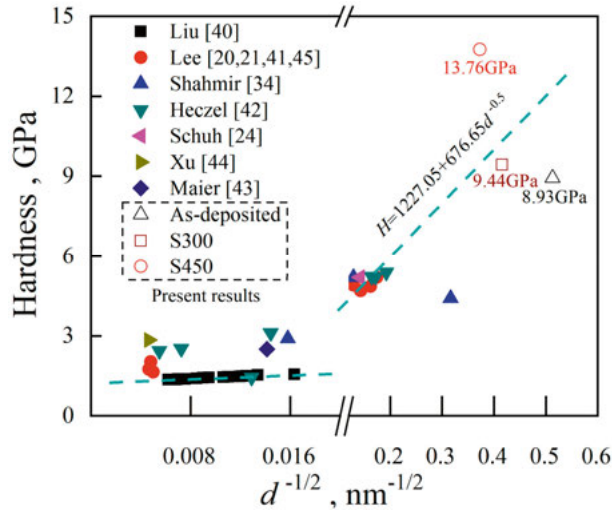 15
12
9
6
3
0
Hardness , GPa
Liu [40]
Lee [20,21,41,45]
Shahmir [34]
Heczel [42]
Schuh [24]
Xu [44]
Maier [43]
As-deposited
S300
S450
Present results
13.76GPa
9.44GPa
8.93GPa
H=1227.05+676.65d^-0.5
0.008 0.016 0.2 0.3 0.4 0.5 0.6
d^-1/2 , nm^-1/2